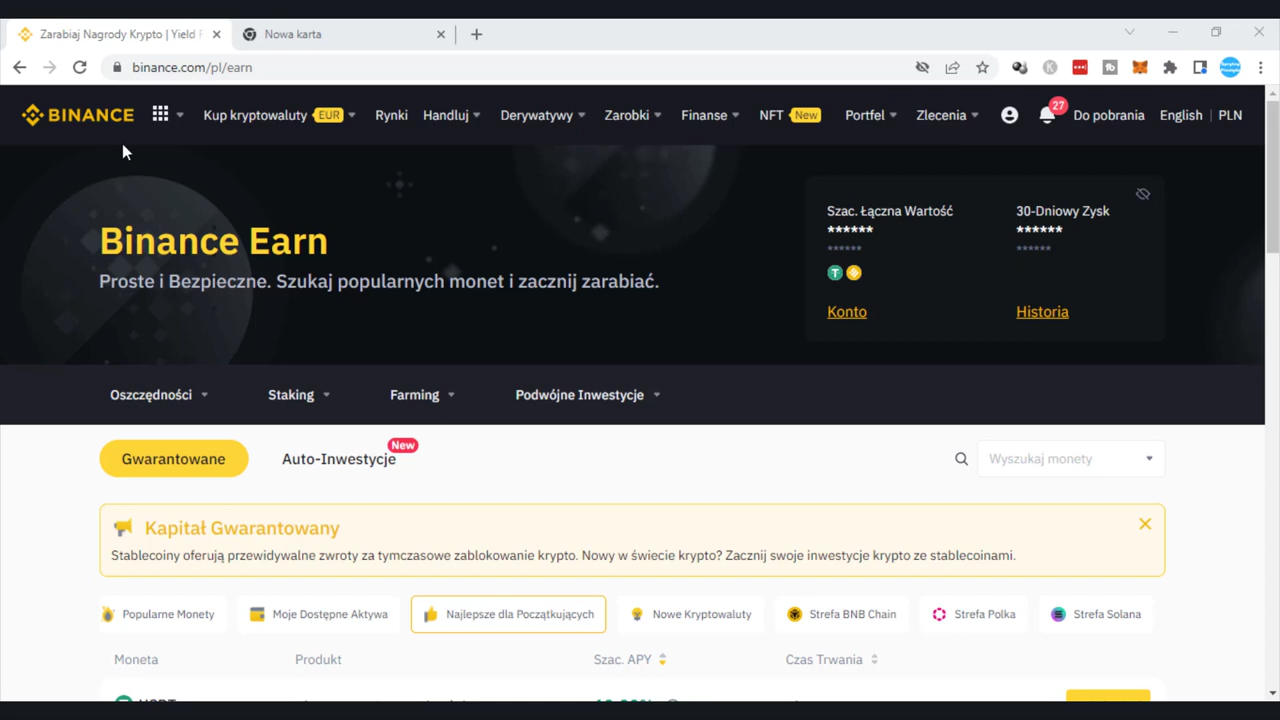 Zarabiaj Nagrody Krypto | Yield
Nowa karta
binance.com/pl/earn
BINANCE
Kup kryptowaluty EUR
Rynki
Handluj
Derywatywy
Zarobki
Finanse
NFT New
Portfel
Zlecenia
27
Do pobrania
English | PLN
Binance Earn
Proste i Bezpieczne. Szukaj popularnych monet i zacznij zarabiać.
Szac. Łączna Wartość
******
******
Konto
30-Dniowy Zysk
******
******
Historia
Oszczędności
Staking
Farming
Podwójne Inwestycje
Gwarantowane
Auto-Inwestycje
New
Wyszukaj monety
Kapitał Gwarantowany
Stablecoiny oferują przewidywalne zwroty za tymczasowe zablokowanie krypto. Nowy w świecie krypto? Zacznij swoje inwestycje krypto ze stablecoinami.
Popularne Monety
Moje Dostępne Aktywa
Najlepsze dla Początkujących
Nowe Kryptowaluty
Strefa BNB Chain
Strefa Polka
Strefa Solana
Moneta
Produkt
Szac. APY
Czas Trwania